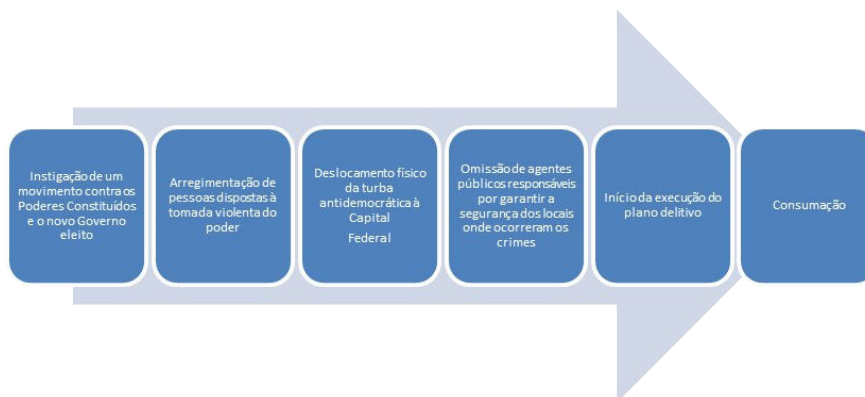 Instigação de um
movimento contra os
Poderes Constituídos
e o novo Governo
eleito
Arregimentação de
pessoas dispostas à
tomada violenta do
poder
Deslocamento físico
da turba
antidemocrática à
Capital
Federal
Omissão de agentes
públicos responsáveis
por garantir a
segurança dos locais
onde ocorreram os
crimes
Início da execução do
plano delitivo
Consumação